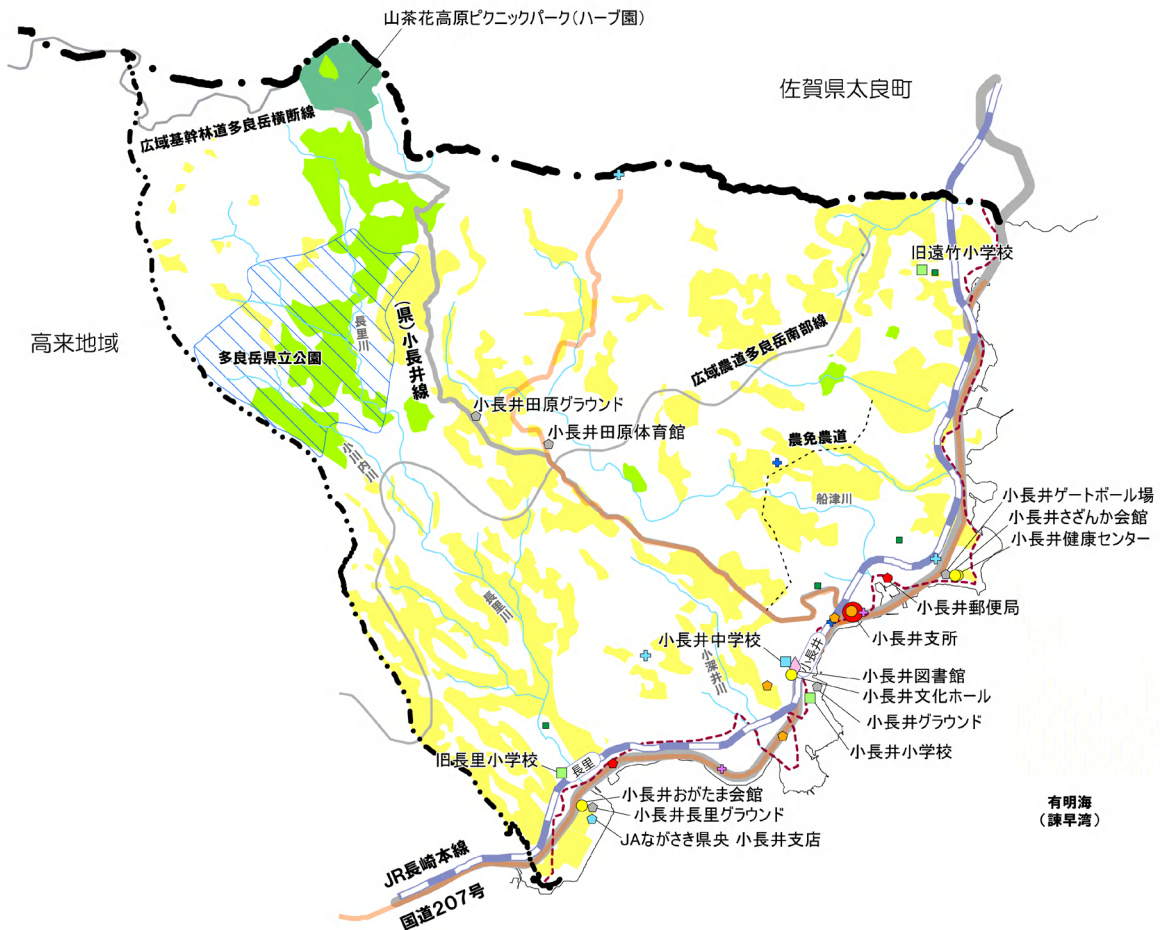 山茶花高原ピクニックパーク(ハーブ園)
佐賀県太良町
広域基幹林道多良岳横断線
旧遠竹小学校
長里川
(県)小長井線
高来地域
多良岳県立公園
広域農道多良岳南部線
小長井田原グラウンド
小長井田原体育館
農免農道
小川内川
船津川
小長井ゲートボール場
小長井さざんか会館
小長井健康センター
長里川
小長井郵便局
小長井支所
小長井中学校
小長井
小深井川
小長井図書館
小長井文化ホール
小長井グラウンド
小長井小学校
旧長里小学校
長里
小長井おがたま会館
小長井長里グラウンド
JAながさき県央 小長井支店
有明海
(諫早湾)
JR長崎本線
国道207号